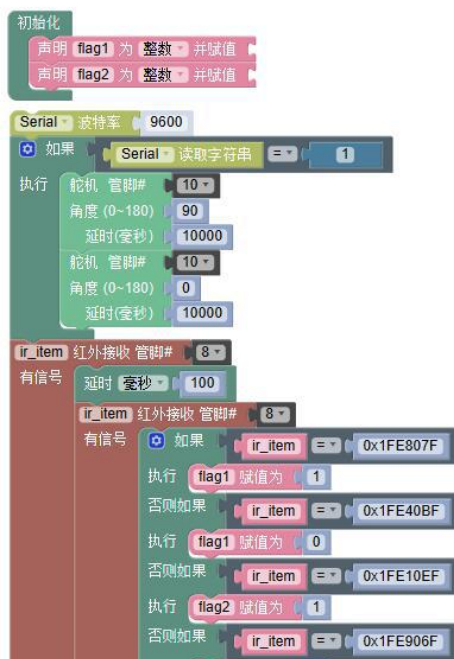 初始化
声明 flag1 为 整数 并赋值
声明 flag2 为 整数 并赋值
Serial 波特率 9600
如果 Serial 读取字符串 = 1
执行 舵机 管脚# 10
角度 (0~180) 90
延时(毫秒) 10000
舵机 管脚# 10
角度 (0~180) 0
延时(毫秒) 10000
ir_item 红外接收 管脚# 8
有信号 延时 毫秒 100
ir_item 红外接收 管脚# 8
有信号 如果 ir_item = 0x1FE807F
执行 flag1 赋值为 1
否则如果 ir_item = 0x1FE40BF
执行 flag1 赋值为 0
否则如果 ir_item = 0x1FE10EF
执行 flag2 赋值为 1
否则如果 ir_item = 0x1FE906F